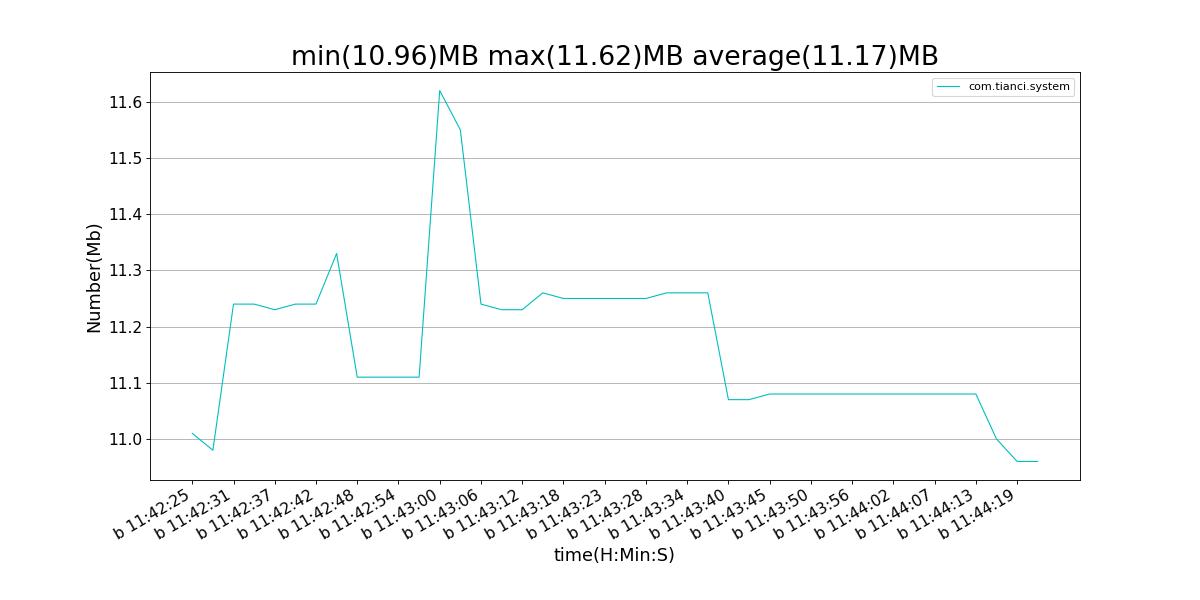 min(10.96)MB max(11.62)MB average(11.17)MB
com.tianci.system
11.6
11.5
11.4
11.3
11.2
11.1
11.0
Number(Mb)
b 11:42:25
b 11:42:31
b 11:42:37
b 11:42:42
b 11:42:48
b 11:42:54
b 11:43:00
b 11:43:06
b 11:43:12
b 11:43:18
b 11:43:23
b 11:43:28
b 11:43:34
b 11:43:40
b 11:43:45
b 11:43:50
b 11:43:56
b 11:44:02
b 11:44:07
b 11:44:13
b 11:44:19
time(H:Min:S)